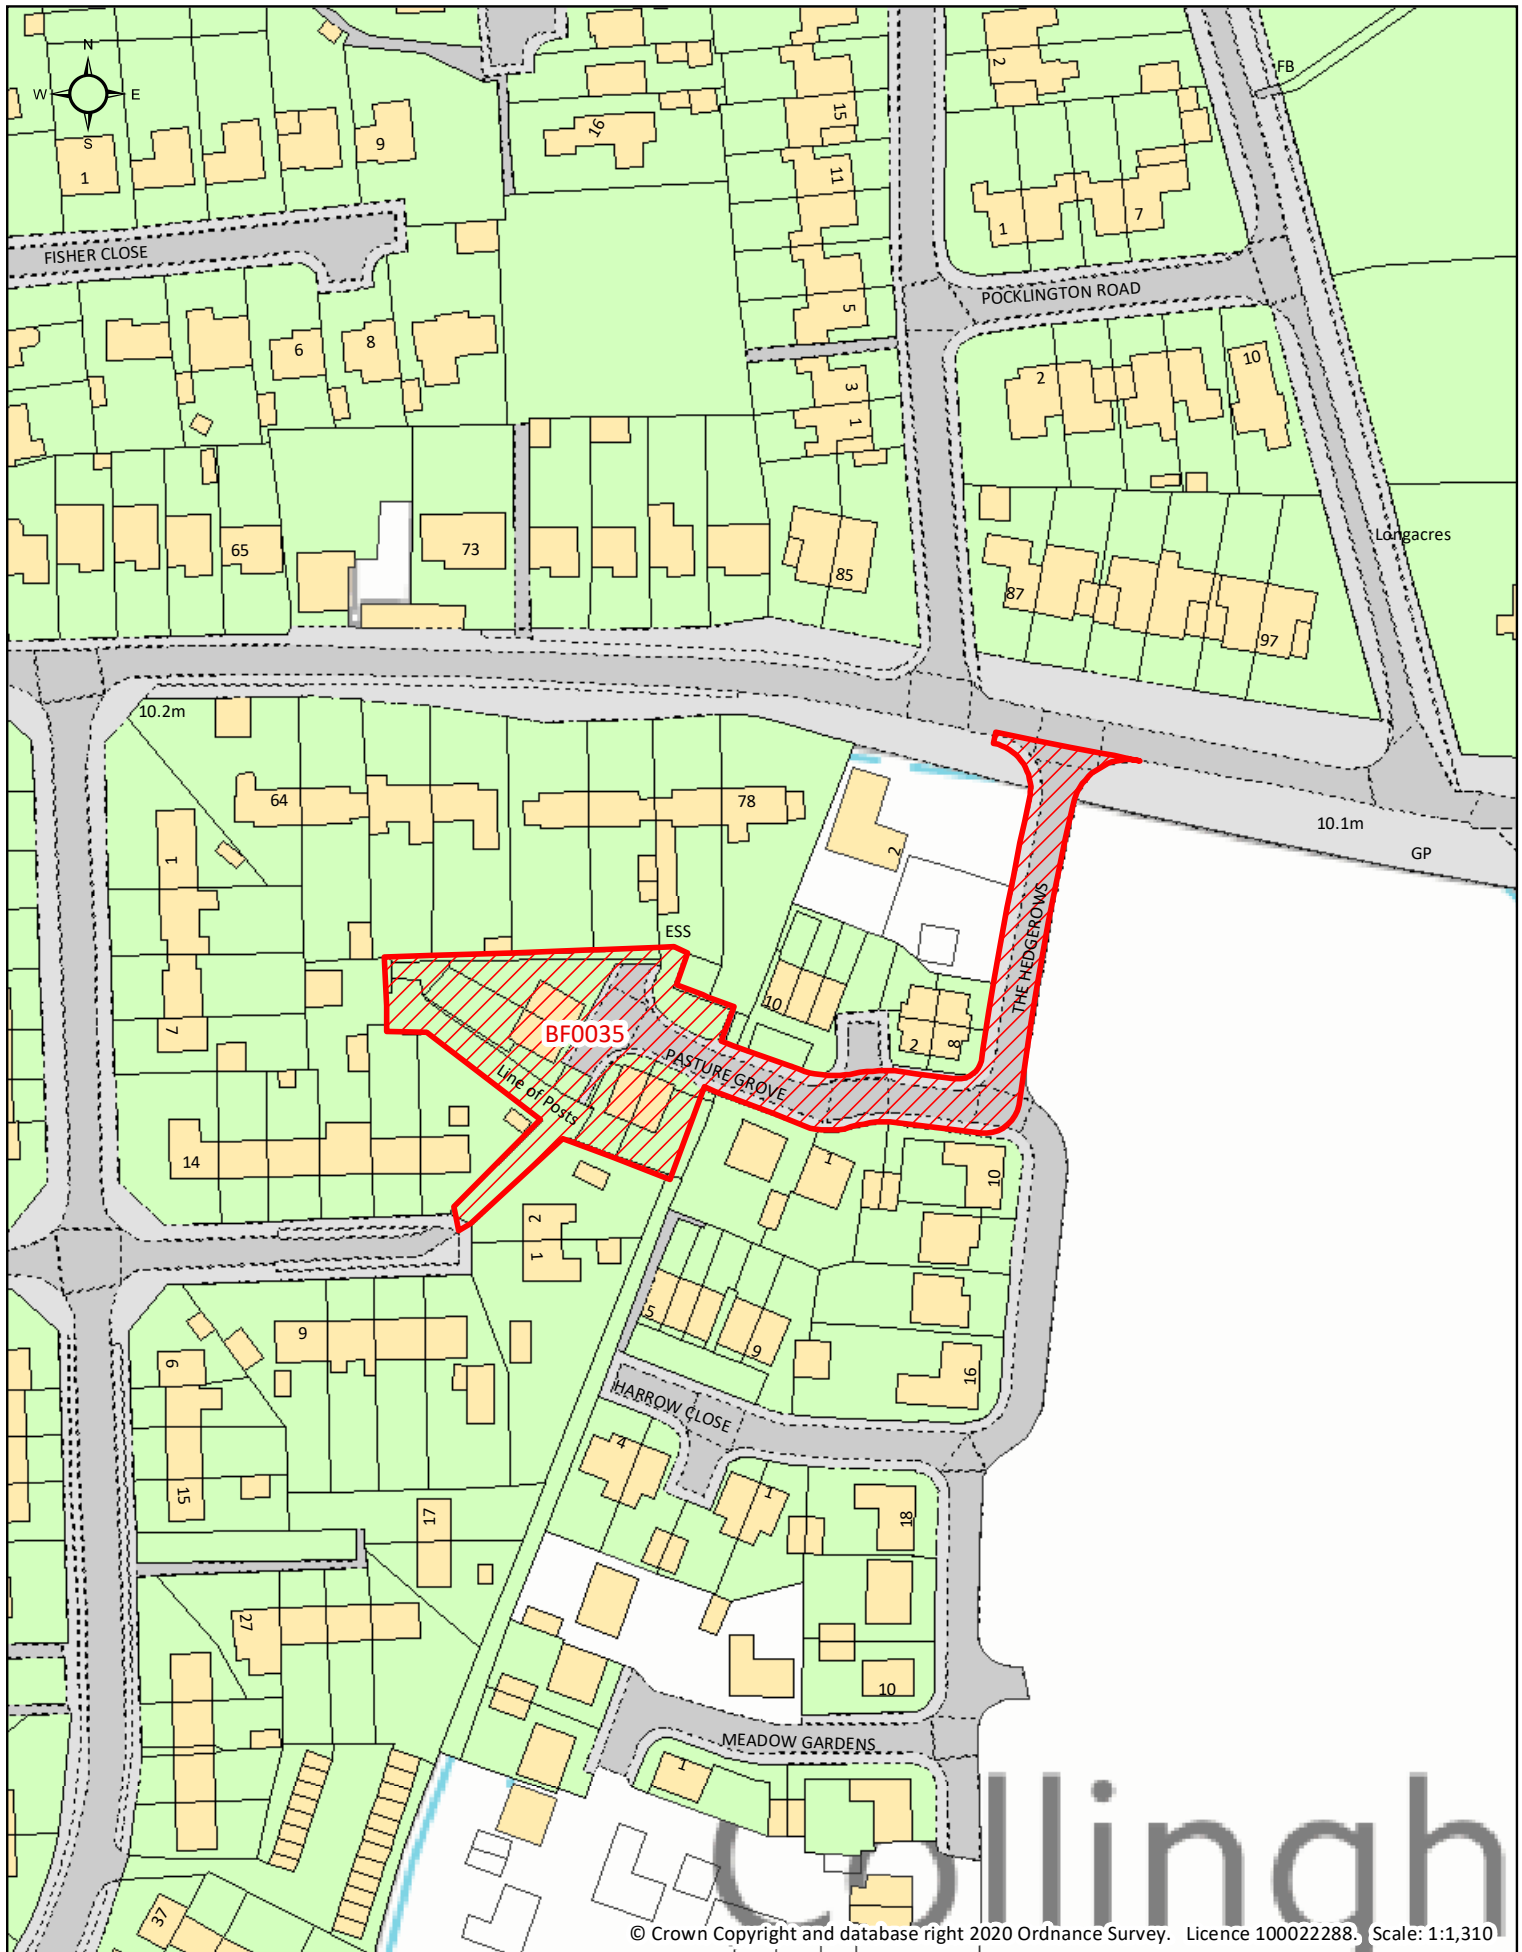 N
W E
S
1
9
16
15
11
2
FB
1
7
FISHER CLOSE
POCKLINGTON ROAD
5
6
8
3
1
2
10
65
73
85
87
97
Longacres
10.2m
64
78
1
2
10.1m
GP
ESS
THE HEDGEROWS
10
2
8
7
BF0035
PASTURE GROVE
Line of Posts
14
1
10
2
1
5
9
9
6
16
HARROW CLOSE
4
1
15
17
18
27
10
MEADOW GARDENS
1
Collingh
37
© Crown Copyright and database right 2020 Ordnance Survey. Licence 100022288. Scale: 1:1,310